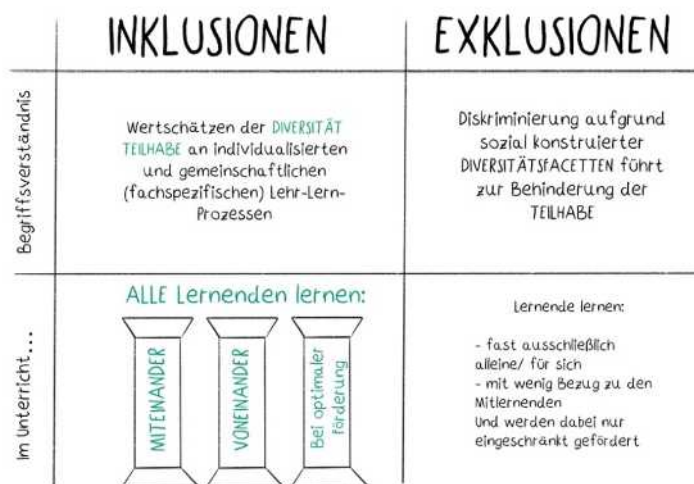 INKLUSIONEN
EXKLUSIONEN
Begriffsverständnis
Wertschätzen der DIVERSITÄT
TEILHABE an individualisierten
und gemeinschaftlichen
(fachspezifischen) Lehr-Lern-
Prozessen
Diskriminierung aufgrund
sozial konstruierter
DIVERSITÄTSFACETTEN führt
zur Behinderung der
TEILHABE
Im Unterricht...
ALLE Lernenden lernen:
MITEINANDER
VONEINANDER
Bei optimaler
förderung
Lernende lernen:
- fast ausschließlich
alleine/ für sich
- mit wenig Bezug zu den
Mitlernenden
Und werden dabei nur
eingeschränkt gefördert